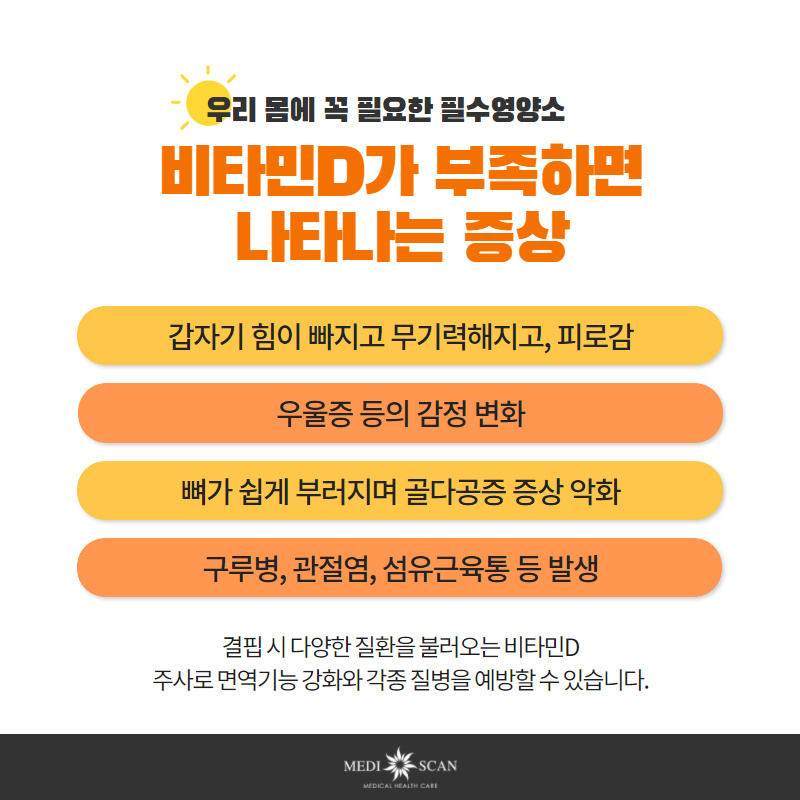 우리 몸에 꼭 필요한 필수영양소
비타민D가 부족하면
나타나는 증상
갑자기 힘이 빠지고 무기력해지고, 피로감
우울증 등의 감정 변화
뼈가 쉽게 부러지며 골다공증 증상 악화
구루병, 관절염, 섬유근육통 등 발생
결핍 시 다양한 질환을 불러오는 비타민D
주사로 면역기능 강화와 각종 질병을 예방할 수 있습니다.
MEDI SCAN
MEDICAL HEALTH CARE